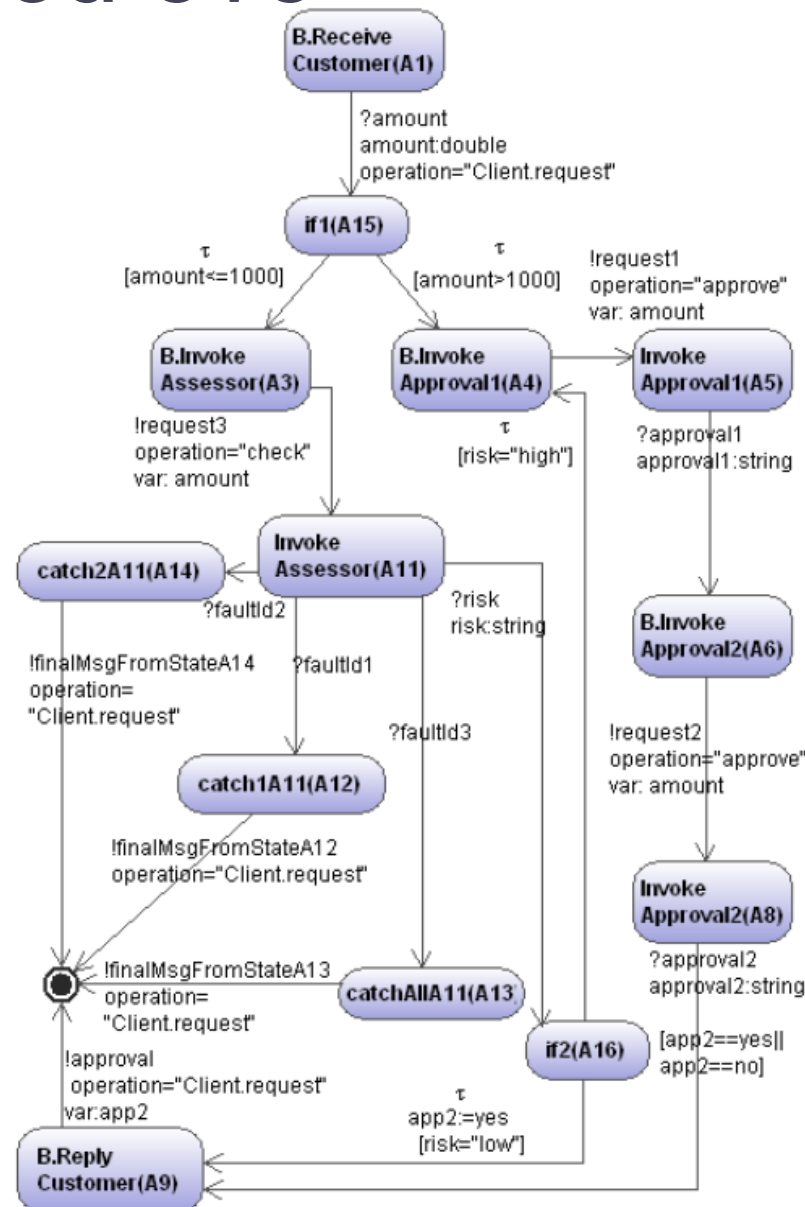 B.Receive
Customer(A1)
?amount
amount:double
operation="Client.request"
if1(A15)
τ
[amount<=1000]
τ
[amount>1000]
!request1
operation="approve"
var: amount
B.Invoke
Assessor(A3)
B.Invoke
Approval1(A4)
Invoke
Approval1(A5)
!request3
operation="check"
var: amount
τ
[risk="high"]
?approval1
approval1:string
catch2A11(A14)
Invoke
Assessor(A11)
?faultId2
?risk
risk:string
B.Invoke
Approval2(A6)
!finalMsgFromStateA14
operation=
"Client.request"
?faultId1
?faultId3
!request2
operation="approve"
var: amount
catch1A11(A12)
!finalMsgFromStateA12
operation="Client.request"
Invoke
Approval2(A8)
!finalMsgFromStateA13
operation=
"Client.request"
catchAllA11(A13)
?approval2
approval2:string
if2(A16)
[app2==yes||
app2==no]
!approval
operation="Client.request"
var:app2
τ
app2:=yes
[risk="low"]
B.Reply
Customer(A9)